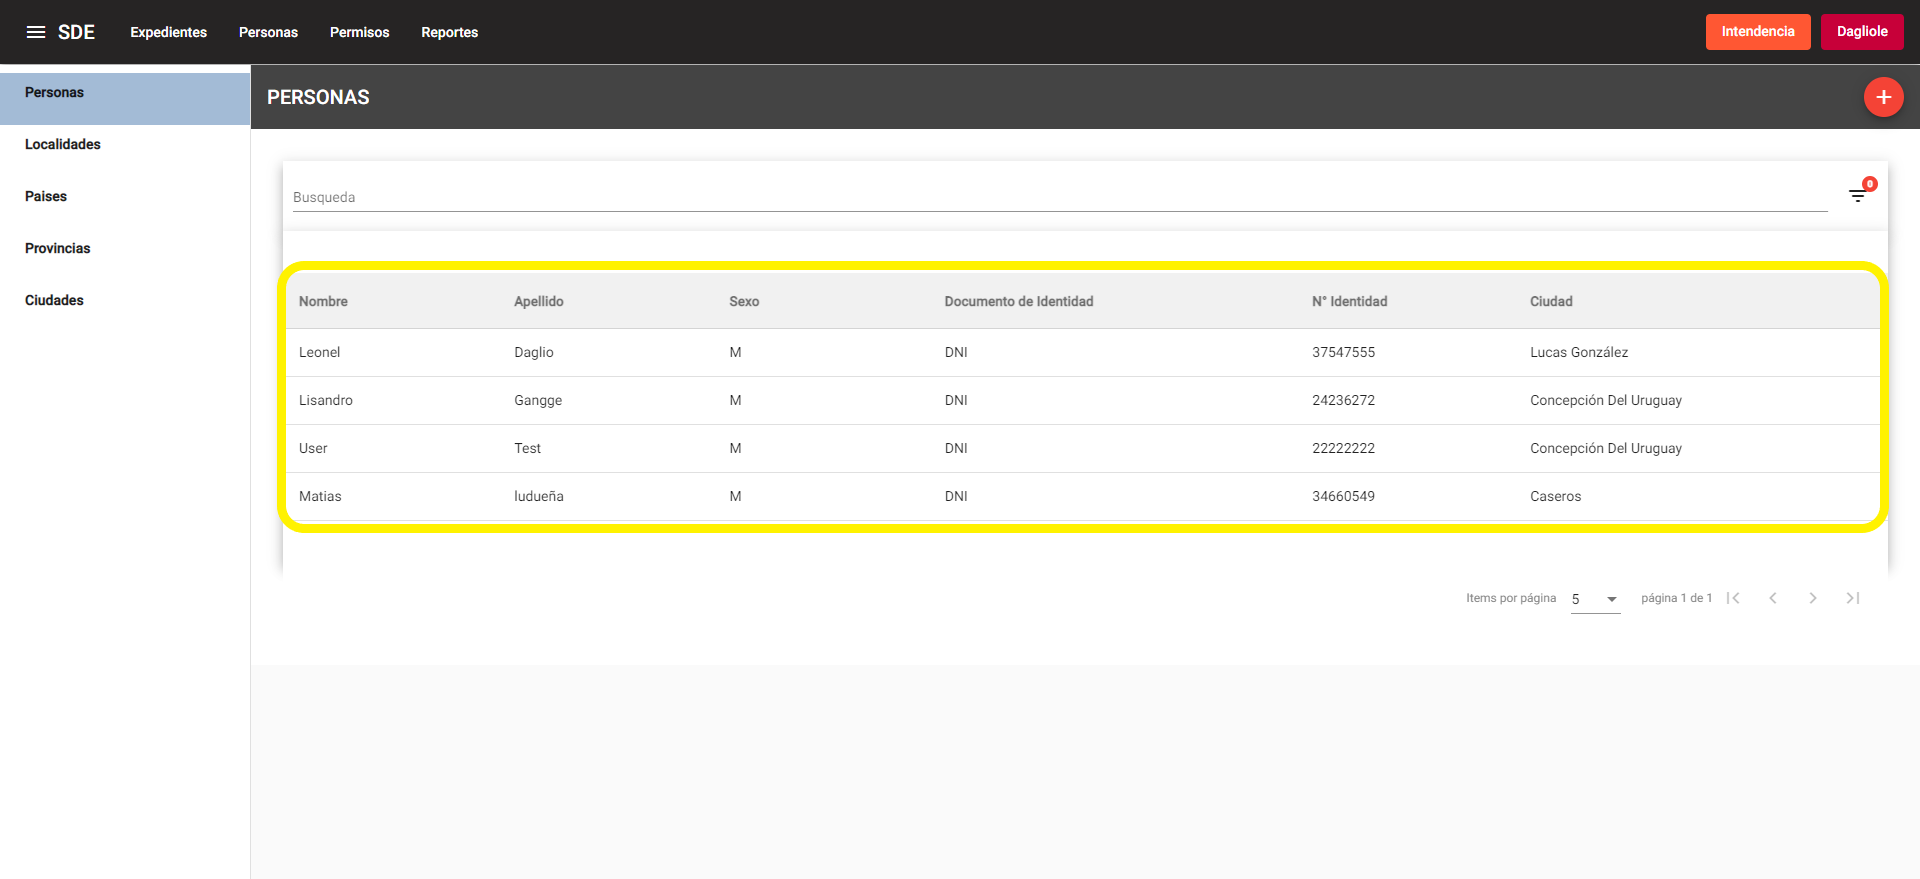 SDE Expedientes Personas Permisos Reportes Intendencia Dagliole
Personas
Localidades
Paises
Provincias
Ciudades
PERSONAS
Busqueda 0
Nombre Apellido Sexo Documento de Identidad N° Identidad Ciudad
Leonel Daglio M DNI 37547555 Lucas González
Lisandro Gangge M DNI 24236272 Concepción Del Uruguay
User Test M DNI 22222222 Concepción Del Uruguay
Matias ludueña M DNI 34660549 Caseros
Items por página 5 página 1 de 1